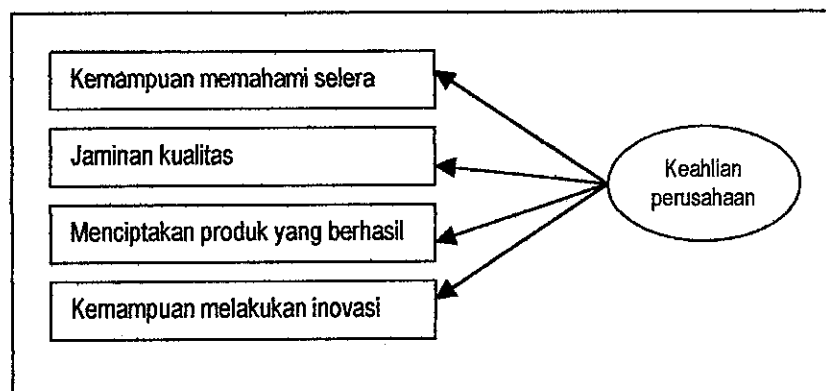 Kemampuan memahami selera
Jaminan kualitas
Menciptakan produk yang berhasil
Kemampuan melakukan inovasi
Keahlian
perusahaan